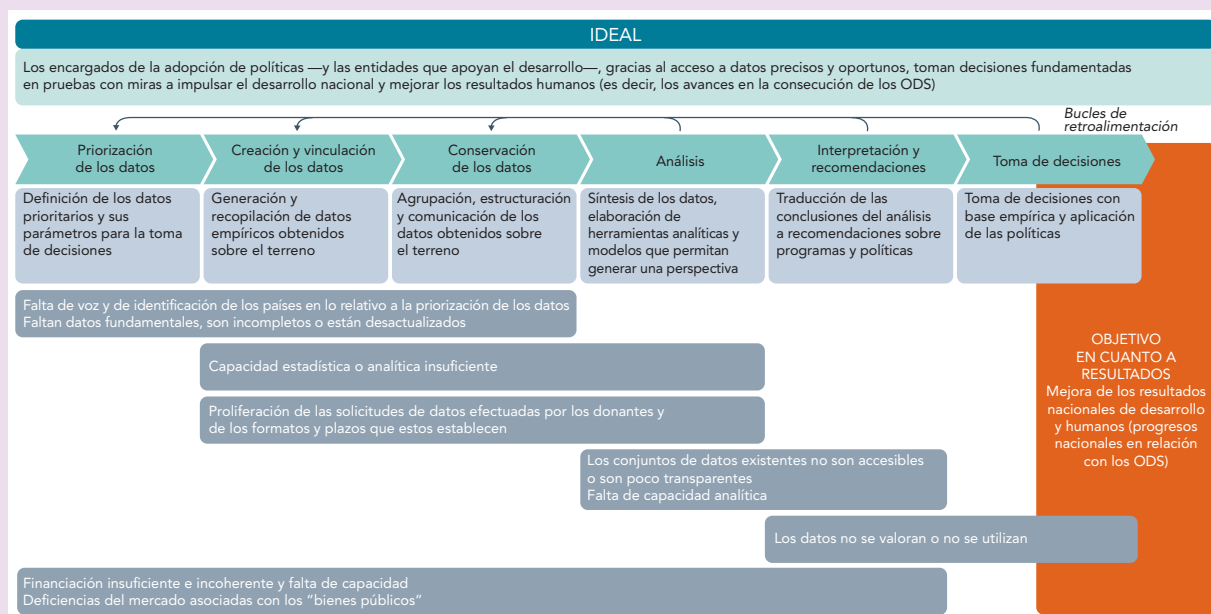 IDEAL
Los encargados de la adopción de políticas —y las entidades que apoyan el desarrollo—, gracias al acceso a datos precisos y oportunos, toman decisiones fundamentadas
en pruebas con miras a impulsar el desarrollo nacional y mejorar los resultados humanos (es decir, los avances en la consecución de los ODS)
Bucles de
retroalimentación
Priorización
de los datos
Creación y vinculación
de los datos
Conservación
de los datos
Análisis
Interpretación y
recomendaciones
Toma de decisiones
Definición de los datos
prioritarios y sus
parámetros para la toma
de decisiones
Generación y
recopilación de datos
empíricos obtenidos
sobre el terreno
Agrupación, estructuración
y comunicación de los
datos obtenidos sobre
el terreno
Síntesis de los datos,
elaboración de
herramientas analíticas y
modelos que permitan
generar una perspectiva
Traducción de las
conclusiones del análisis
a recomendaciones sobre
programas y políticas
Toma de decisiones con
base empírica y aplicación
de las políticas
Falta de voz y de identificación de los países en lo relativo a la priorización de los datos
Faltan datos fundamentales, son incompletos o están desactualizados
Capacidad estadística o analítica insuficiente
Proliferación de las solicitudes de datos efectuadas por los donantes y
de los formatos y plazos que estos establecen
Los conjuntos de datos existentes no son accesibles
o son poco transparentes
Falta de capacidad analítica
Los datos no se valoran o no se utilizan
Financiación insuficiente e incoherente y falta de capacidad
Deficiencias del mercado asociadas con los “bienes públicos”
OBJETIVO
EN CUANTO A
RESULTADOS
Mejora de los resultados
nacionales de desarrollo
y humanos (progresos
nacionales en relación
con los ODS)